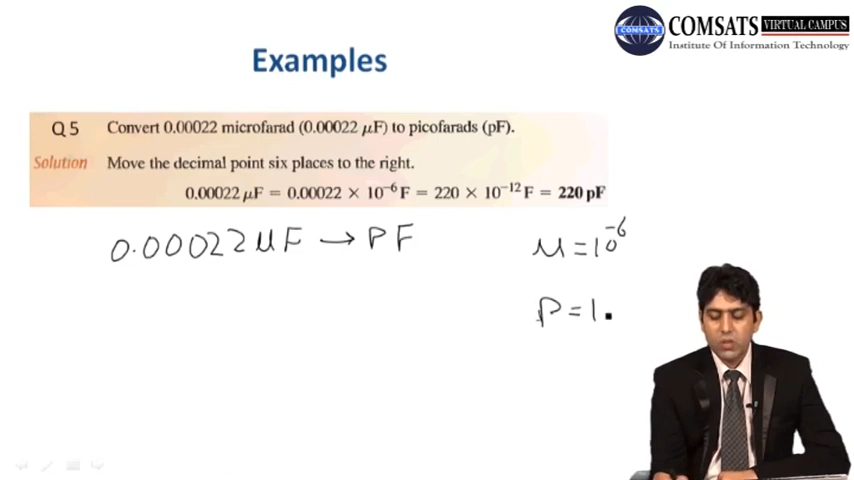 COMSATS VIRTUAL CAMPUS
COMSATS
Institute Of Information Technology
Examples
Q 5 Convert 0.00022 microfarad (0.00022 μF) to picofarads (pF).
Solution Move the decimal point six places to the right.
0.00022 μF = 0.00022 × 10⁻⁶ F = 220 × 10⁻¹² F = 220 pF
0.00022 μF → PF
μ = 10⁻⁶
P = 1